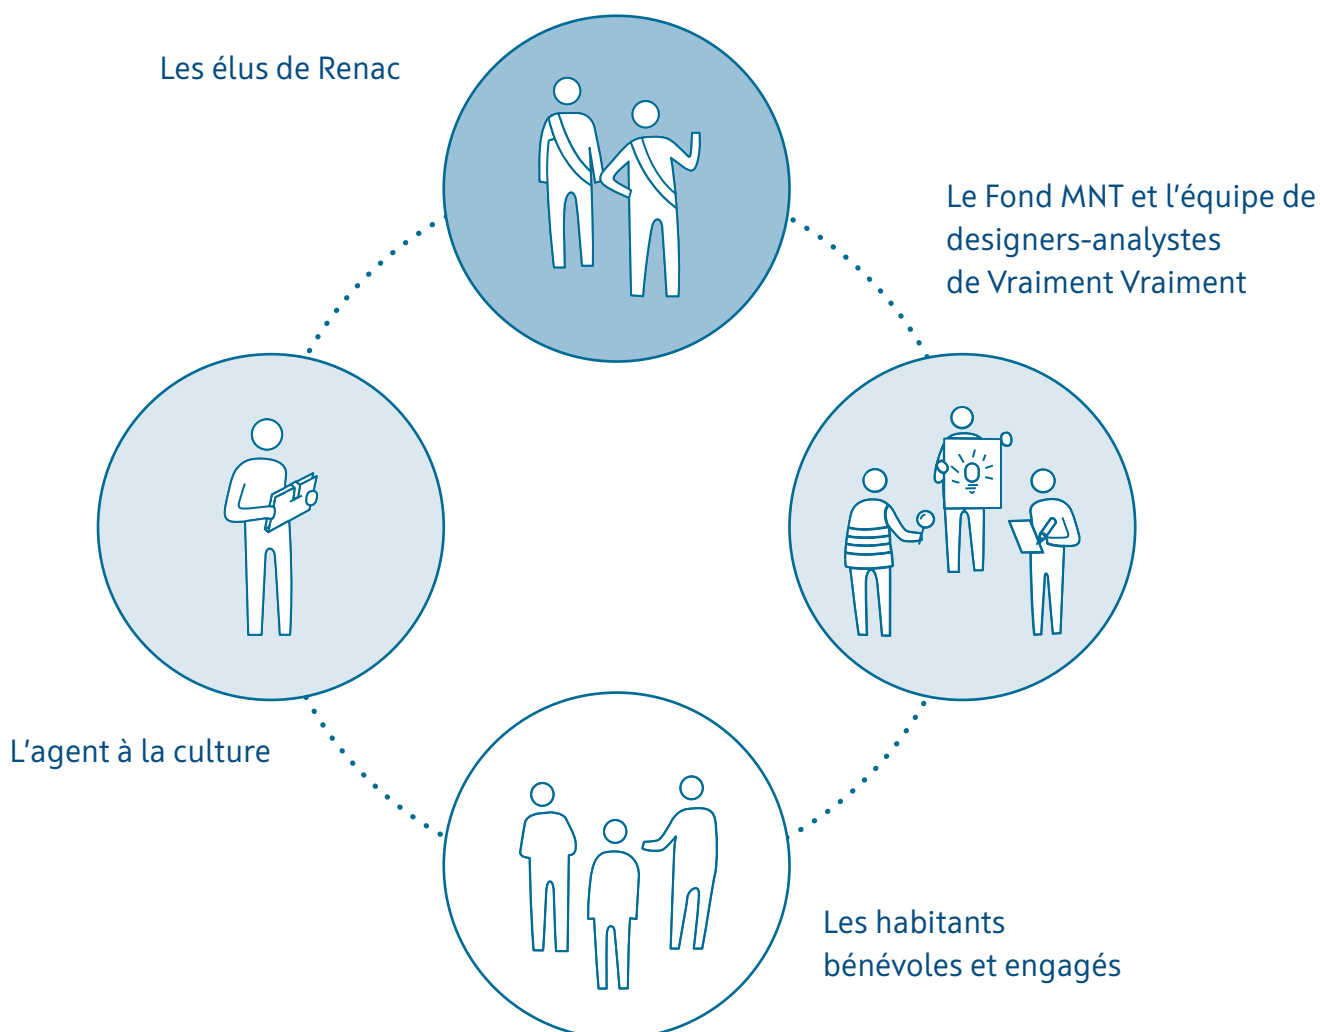 Les élus de Renac
Le Fond MNT et l'équipe de
designers-analystes
de Vraiment Vraiment
L'agent à la culture
Les habitants
bénévoles et engagés